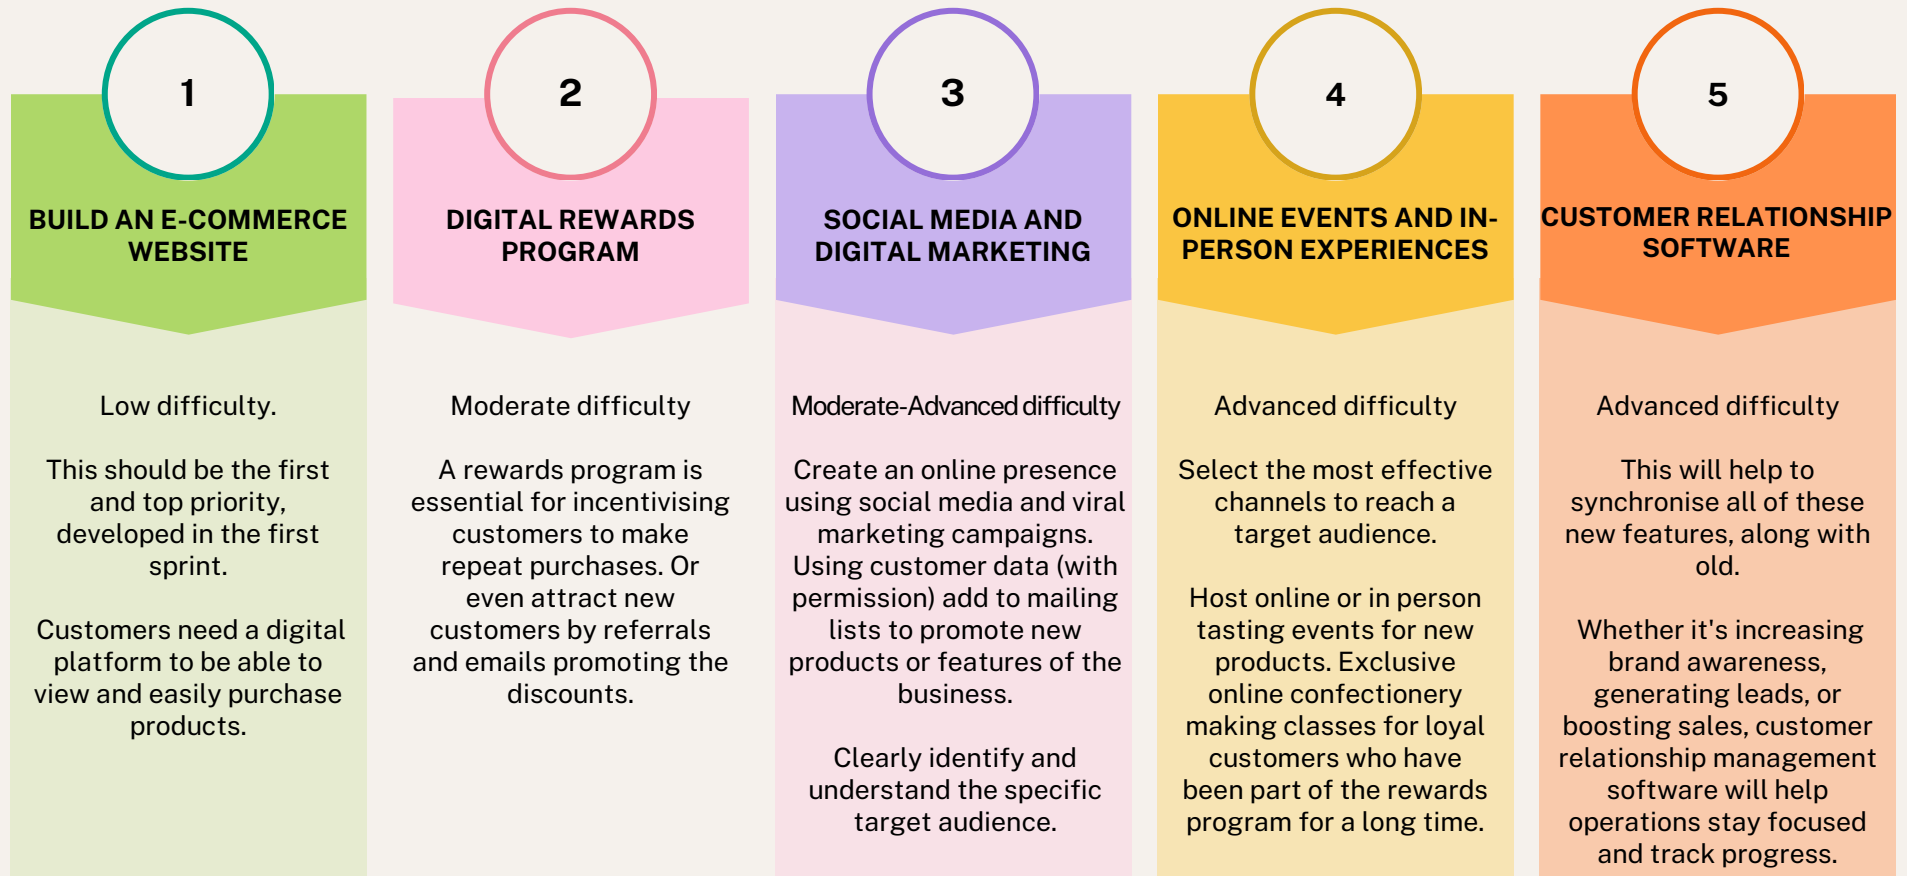 1
BUILD AN E-COMMERCE
WEBSITE
Low difficulty.
This should be the first
and top priority,
developed in the first
sprint.
Customers need a digital
platform to be able to
view and easily purchase
products.
2
DIGITAL REWARDS
PROGRAM
Moderate difficulty
A rewards program is
essential for incentivising
customers to make
repeat purchases. Or
even attract new
customers by referrals
and emails promoting the
discounts.
3
SOCIAL MEDIA AND
DIGITAL MARKETING
Moderate-Advanced difficulty
Create an online presence
using social media and viral
marketing campaigns.
Using customer data (with
permission) add to mailing
lists to promote new
products or features of the
business.
Clearly identify and
understand the specific
target audience.
4
ONLINE EVENTS AND IN-
PERSON EXPERIENCES
Advanced difficulty
Select the most effective
channels to reach a
target audience.
Host online or in person
tasting events for new
products. Exclusive
online confectionery
making classes for loyal
customers who have
been part of the rewards
program for a long time.
5
CUSTOMER RELATIONSHIP
SOFTWARE
Advanced difficulty
This will help to
synchronise all of these
new features, along with
old.
Whether it's increasing
brand awareness,
generating leads, or
boosting sales, customer
relationship management
software will help
operations stay focused
and track progress.